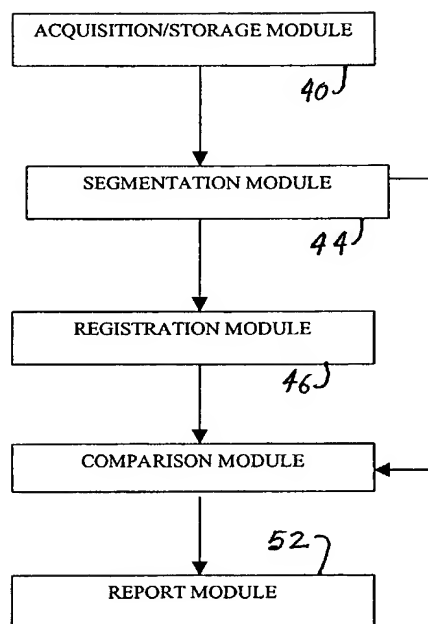 ACQUISITION/STORAGE MODULE
40
SEGMENTATION MODULE
44
REGISTRATION MODULE
46
COMPARISON MODULE
52
REPORT MODULE